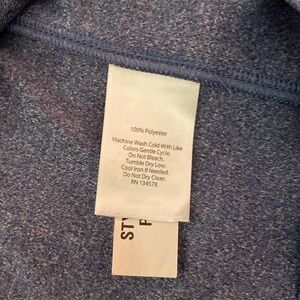 100% Polyester
Machine Wash Cold With Like
Colors Gentle Cycle.
Do Not Bleach.
Tumble Dry Low.
Cool Iron If Needed.
Do Not Dry Clean.
RN 134578
STY